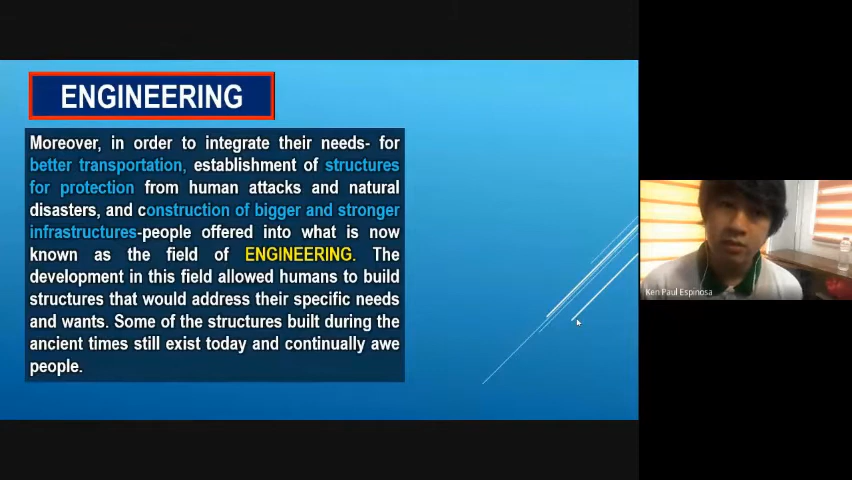 ENGINEERING
Moreover, in order to integrate their needs- for
better transportation, establishment of structures
for protection from human attacks and natural
disasters, and construction of bigger and stronger
infrastructures-people offered into what is now
known as the field of ENGINEERING. The
development in this field allowed humans to build
structures that would address their specific needs
and wants. Some of the structures built during the
ancient times still exist today and continually awe
people.
Ken Paul Espinosa